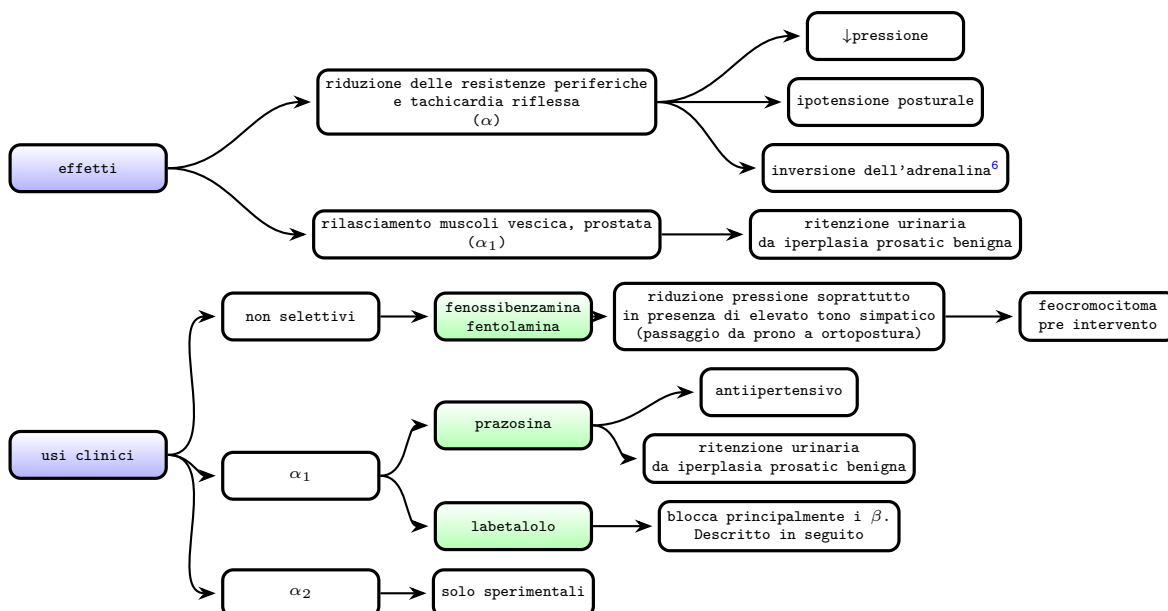 ↓pressione
riduzione delle resistenze periferiche
e tachicardia riflessa
(α)
ipotensione posturale
effetti
inversione dell'adrenalina⁶
rilasciamento muscoli vescica, prostata
(α₁)
ritenzione urinaria
da iperplasia prosatic benigna
non selettivi
fenossibenzamina
fentolamina
riduzione pressione soprattutto
in presenza di elevato tono simpatico
(passaggio da prono a ortopostura)
feocromocitoma
pre intervento
antiipertensivo
prazosina
usi clinici
ritenzione urinaria
da iperplasia prosatic benigna
α₁
labetalolo
blocca principalmente i β.
Descritto in seguito
α₂
solo sperimentali